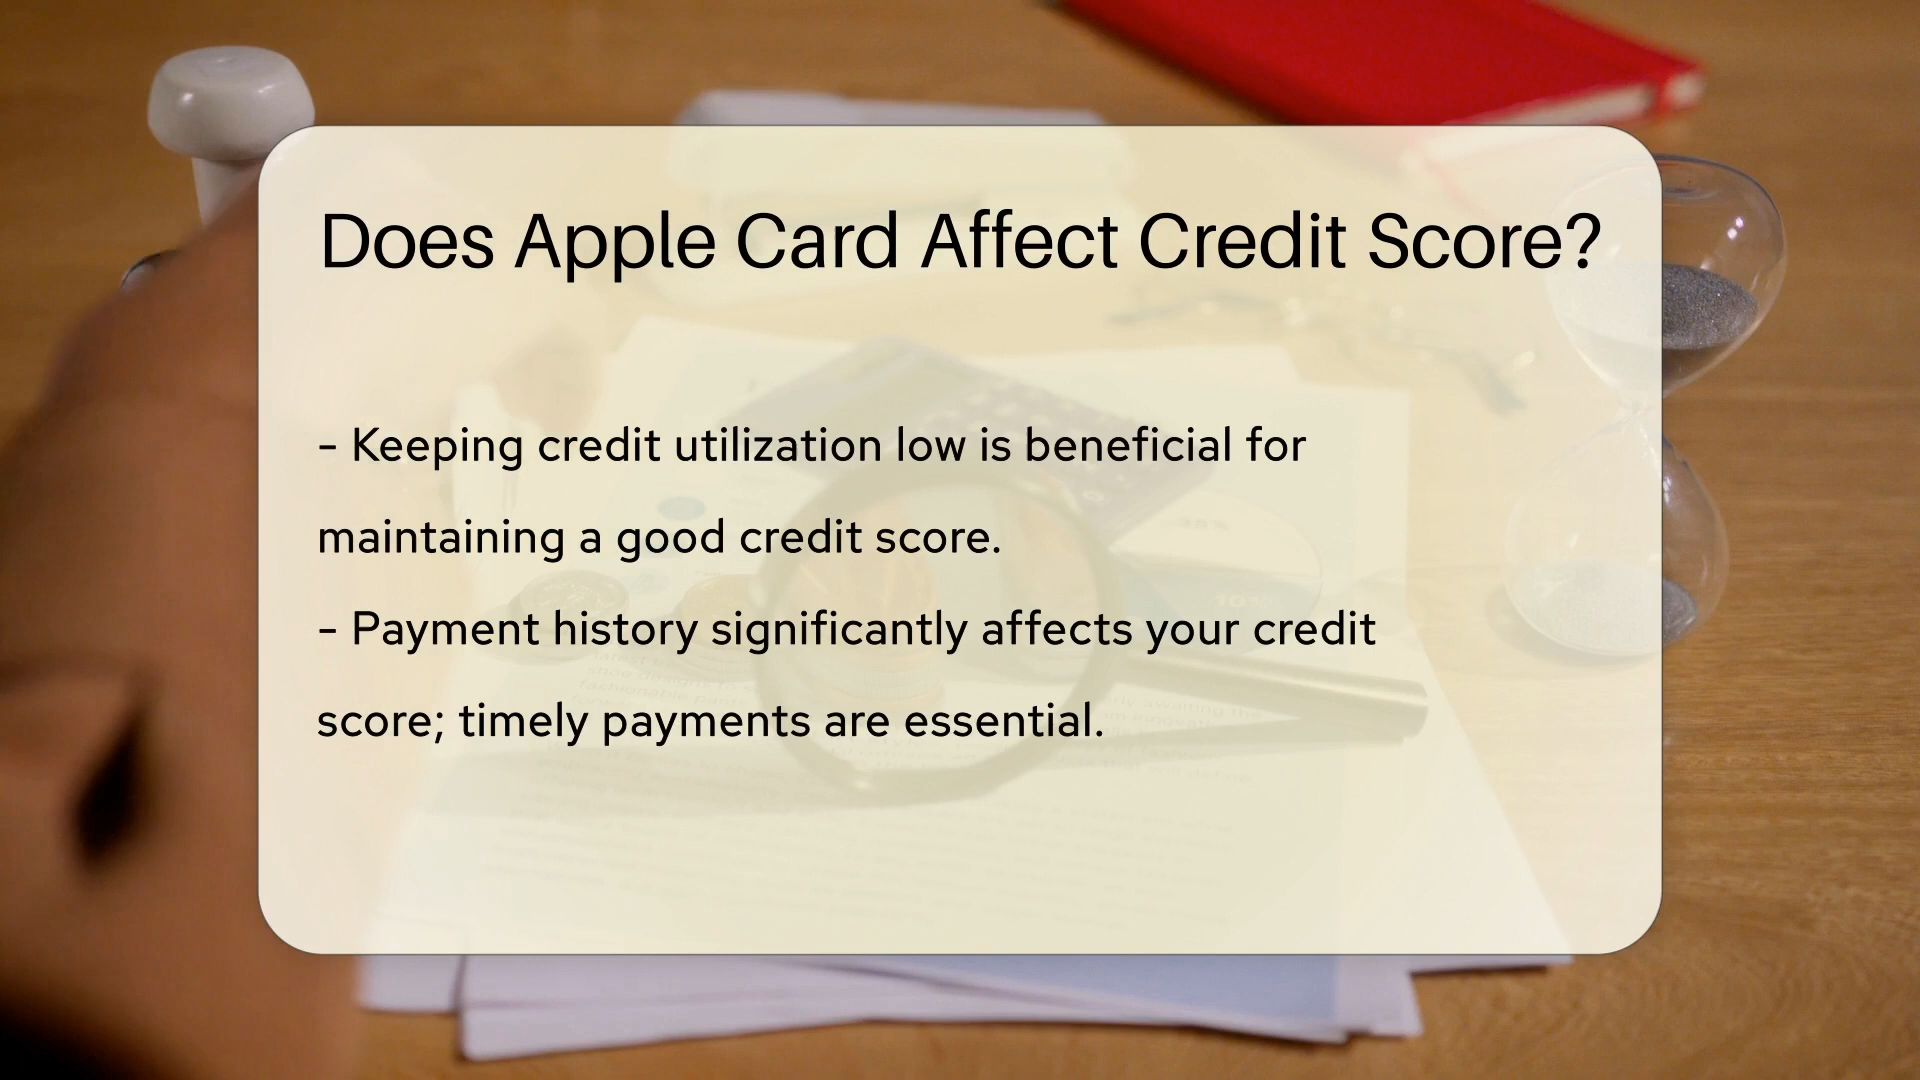 Does Apple Card Affect Credit Score?
- Keeping credit utilization low is beneficial for
maintaining a good credit score.
- Payment history significantly affects your credit
score; timely payments are essential.